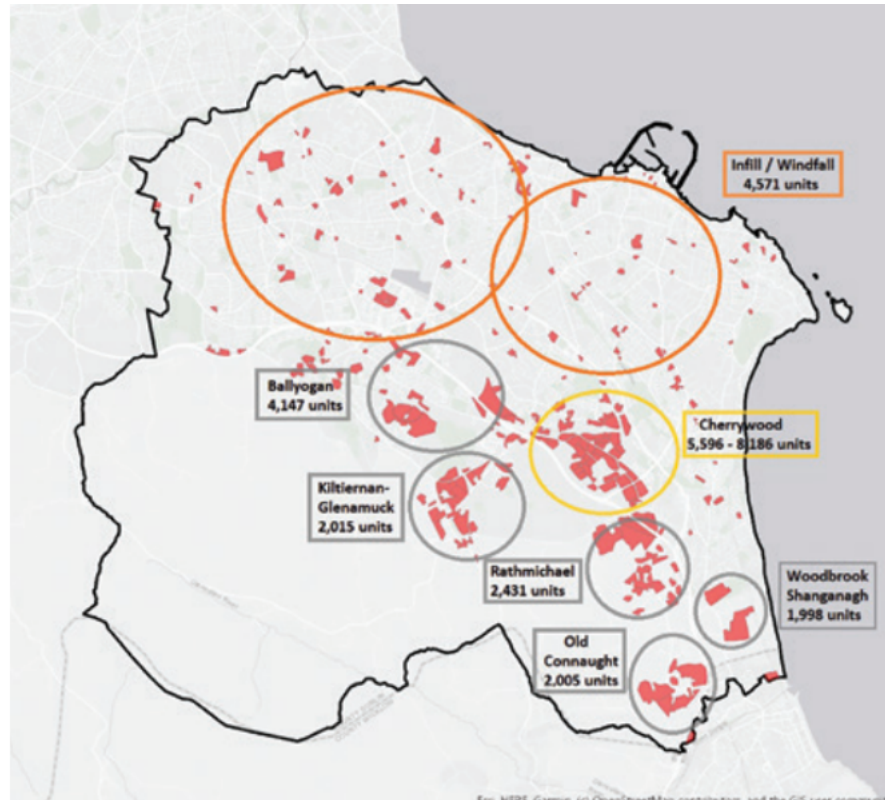 Infill / Windfall
4,571 units
Ballyogan
4,147 units
Cherrywood
5,596 - 8,186 units
Kiltiernan-
Glenamuck
2,015 units
Rathmichael
2,431 units
Woodbrook
Shanganagh
1,998 units
Old
Connaught
2,005 units